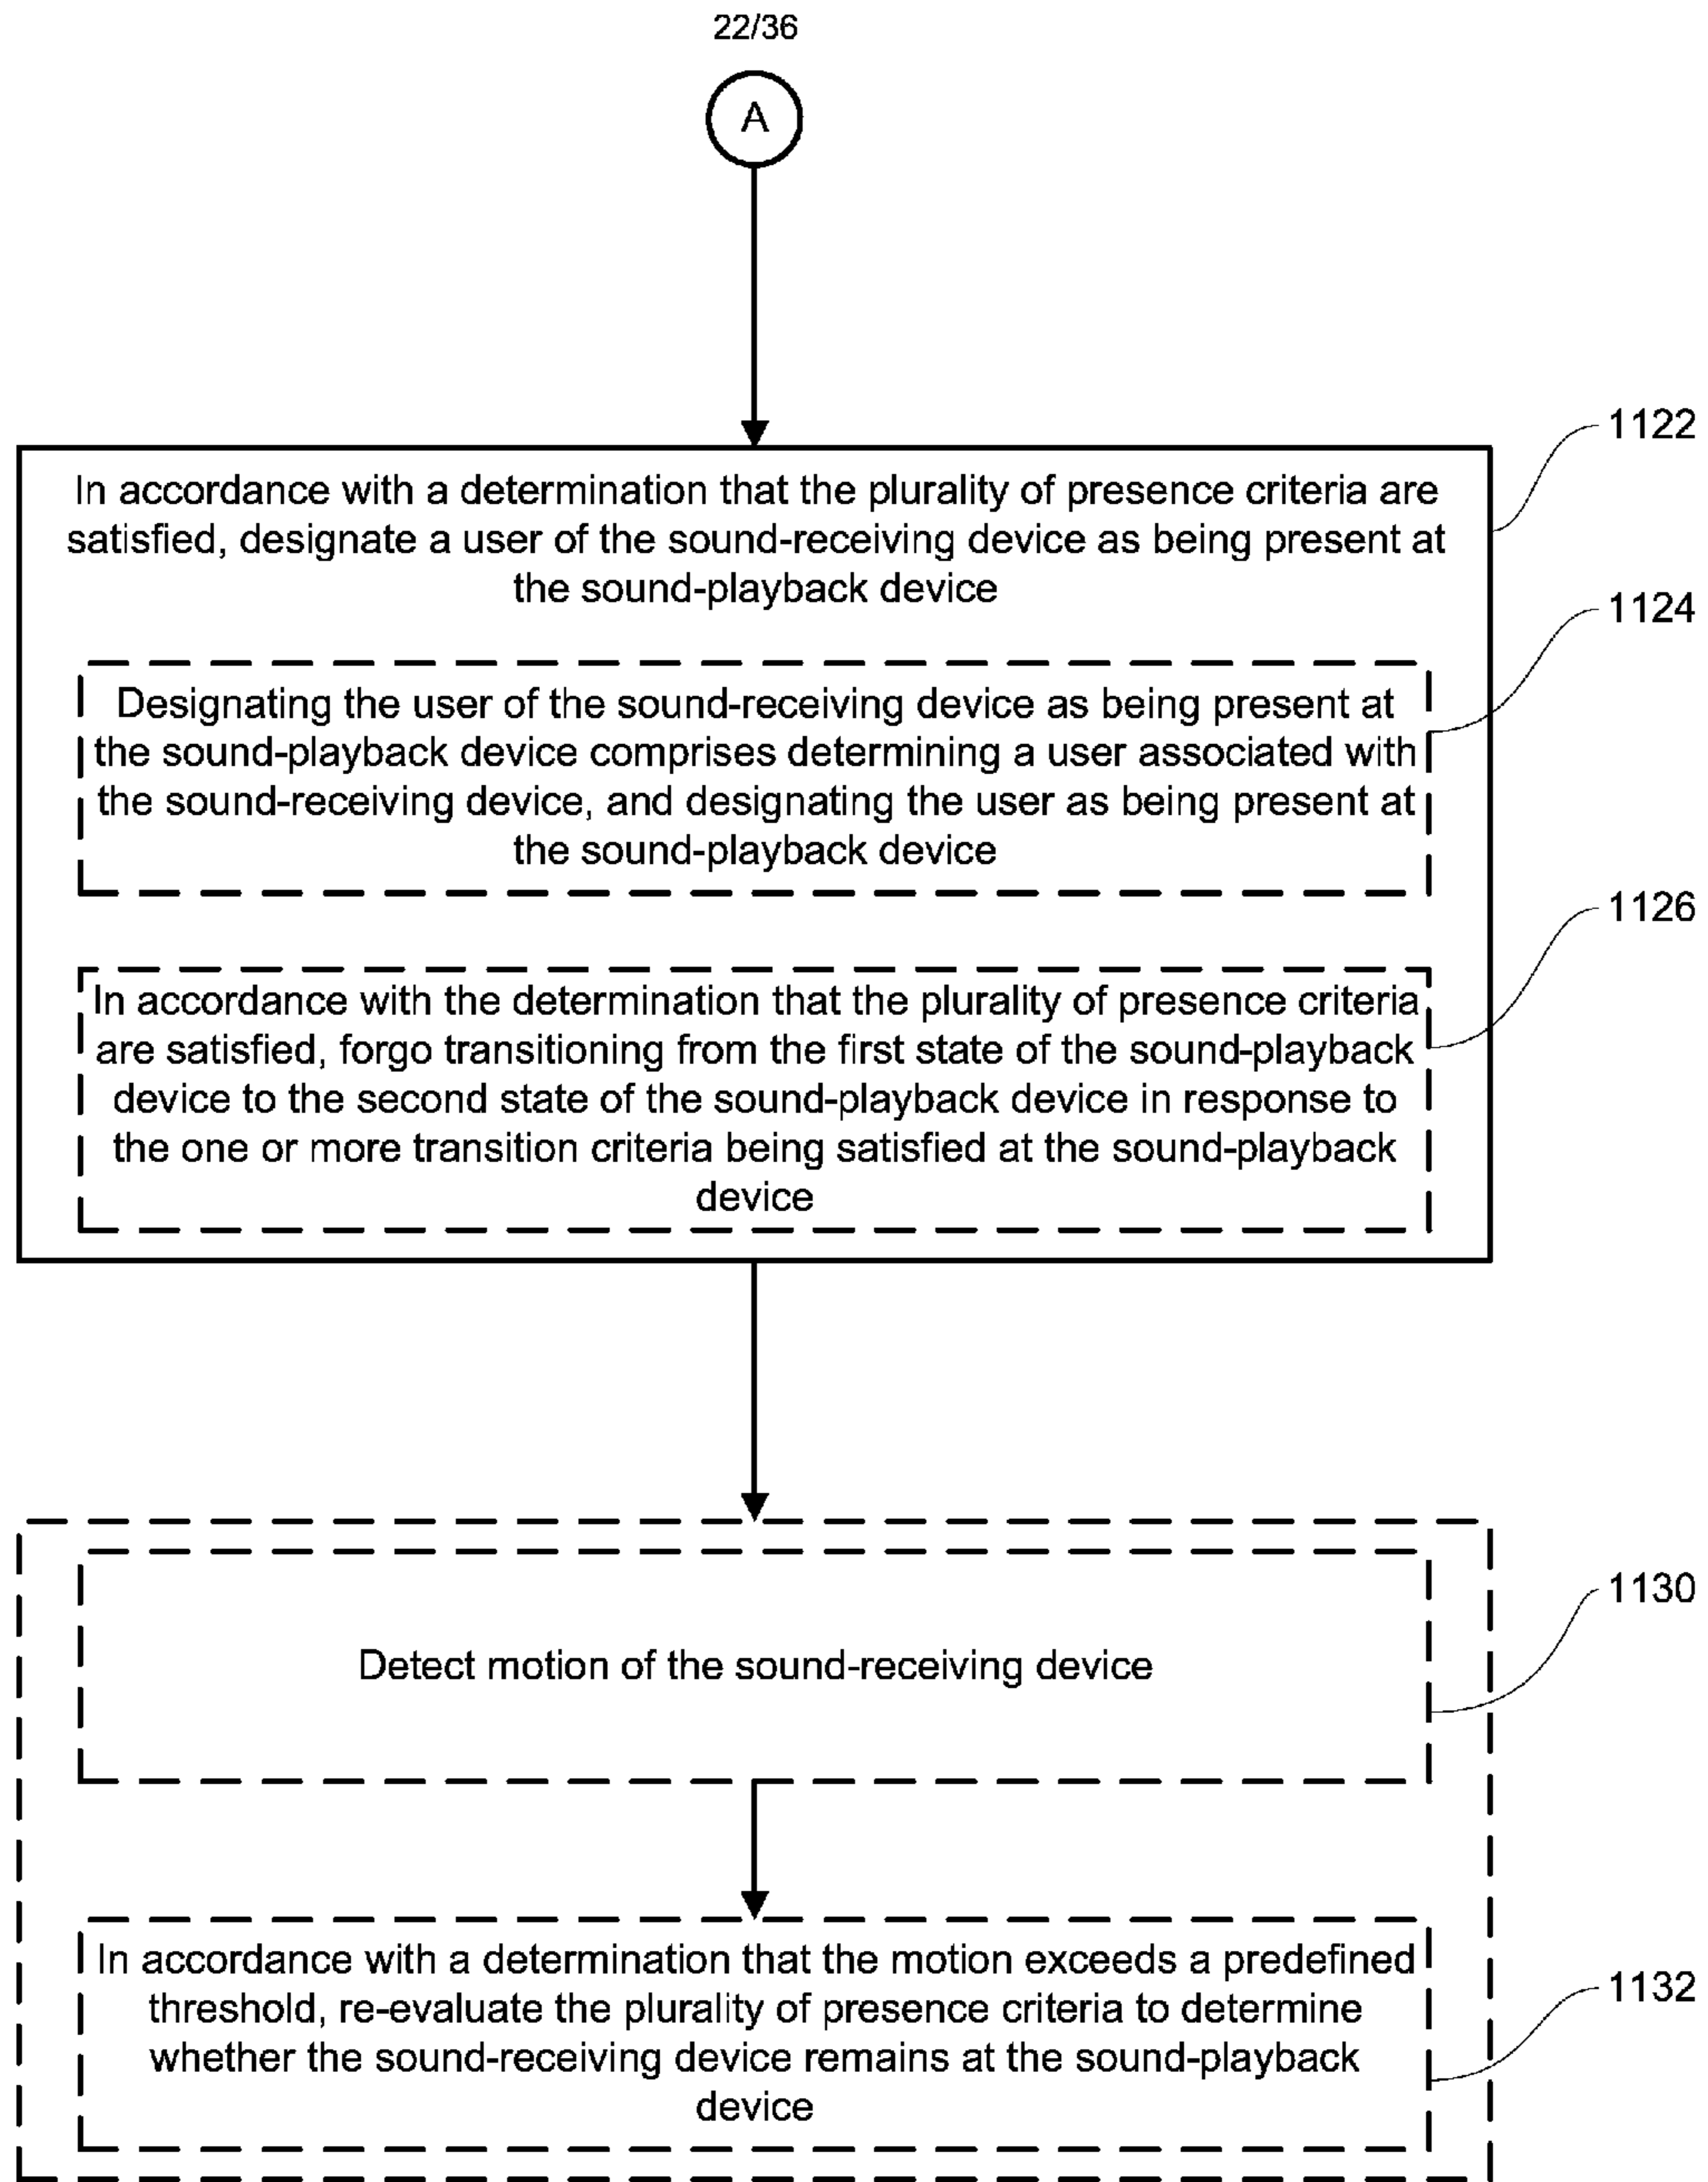 22/36
A
1122
In accordance with a determination that the plurality of presence criteria are
satisfied, designate a user of the sound-receiving device as being present at
the sound-playback device
1124
Designating the user of the sound-receiving device as being present at
the sound-playback device comprises determining a user associated with
the sound-receiving device, and designating the user as being present at
the sound-playback device
1126
In accordance with the determination that the plurality of presence criteria
are satisfied, forgo transitioning from the first state of the sound-playback
device to the second state of the sound-playback device in response to
the one or more transition criteria being satisfied at the sound-playback
device
1130
Detect motion of the sound-receiving device
1132
In accordance with a determination that the motion exceeds a predefined
threshold, re-evaluate the plurality of presence criteria to determine
whether the sound-receiving device remains at the sound-playback
device